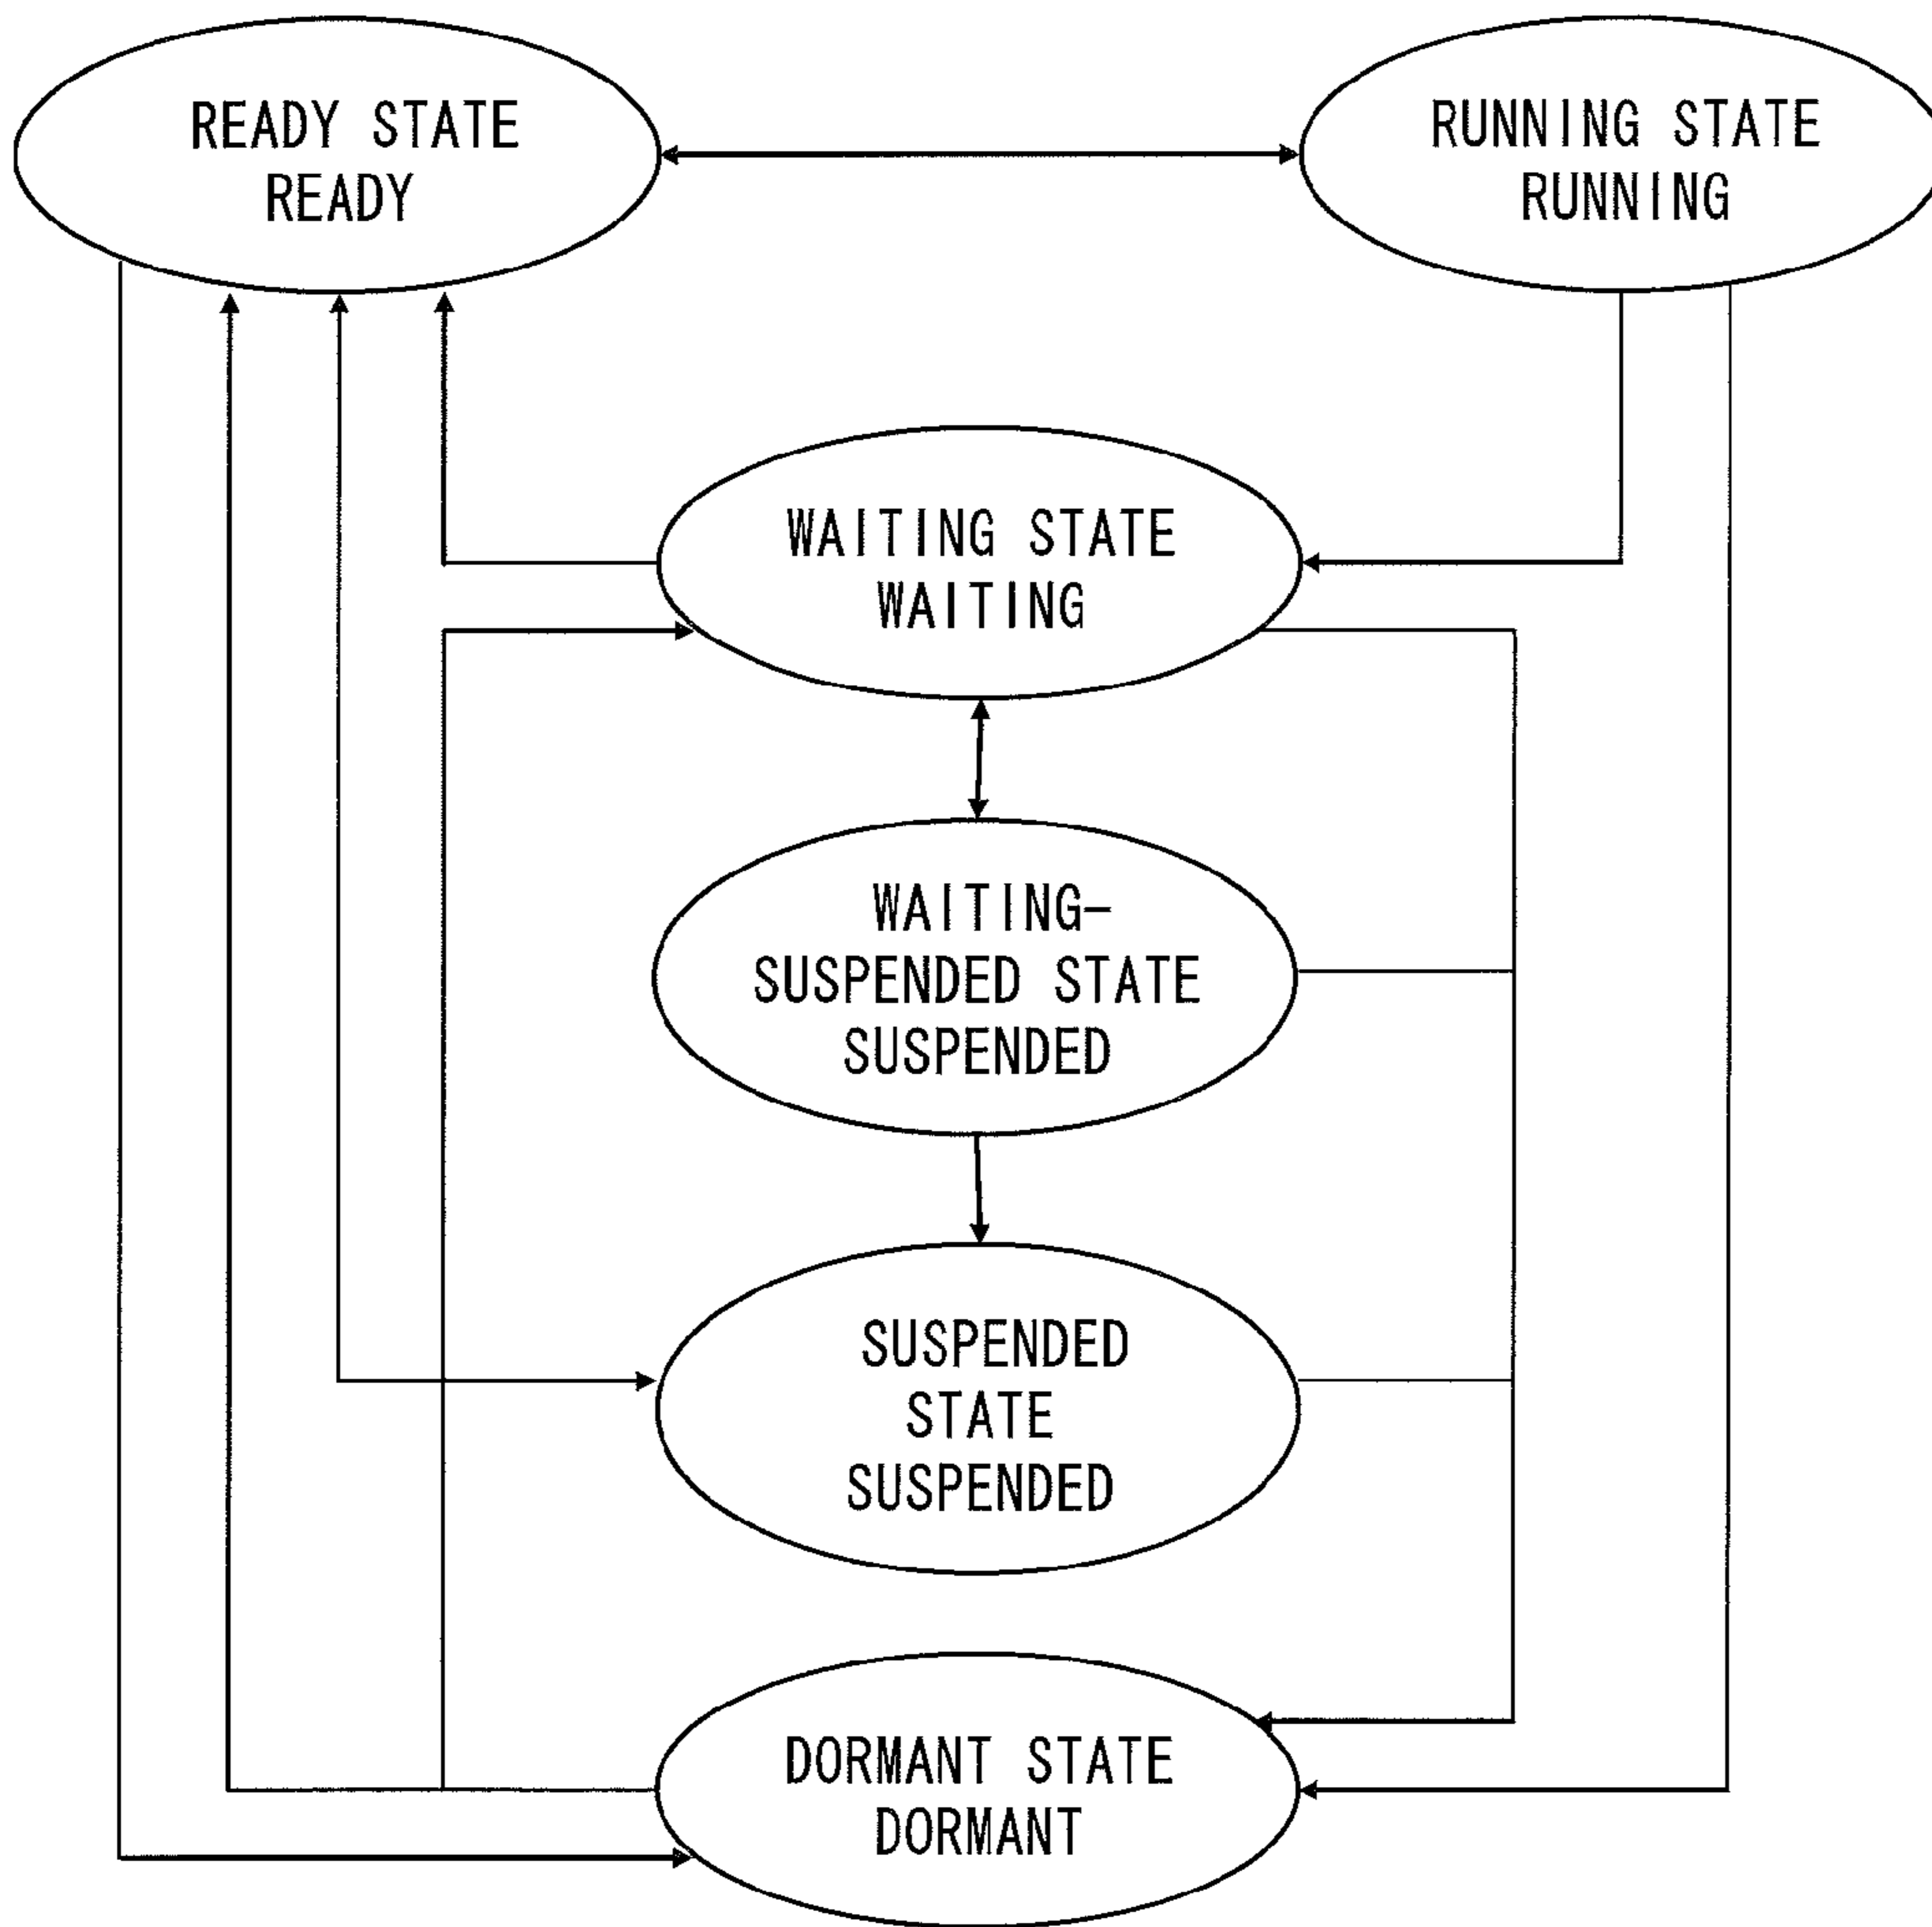 READY STATE
READY
RUNNING STATE
RUNNING
WAITING STATE
WAITING
WAITING-
SUSPENDED STATE
SUSPENDED
SUSPENDED
STATE
SUSPENDED
DORMANT STATE
DORMANT